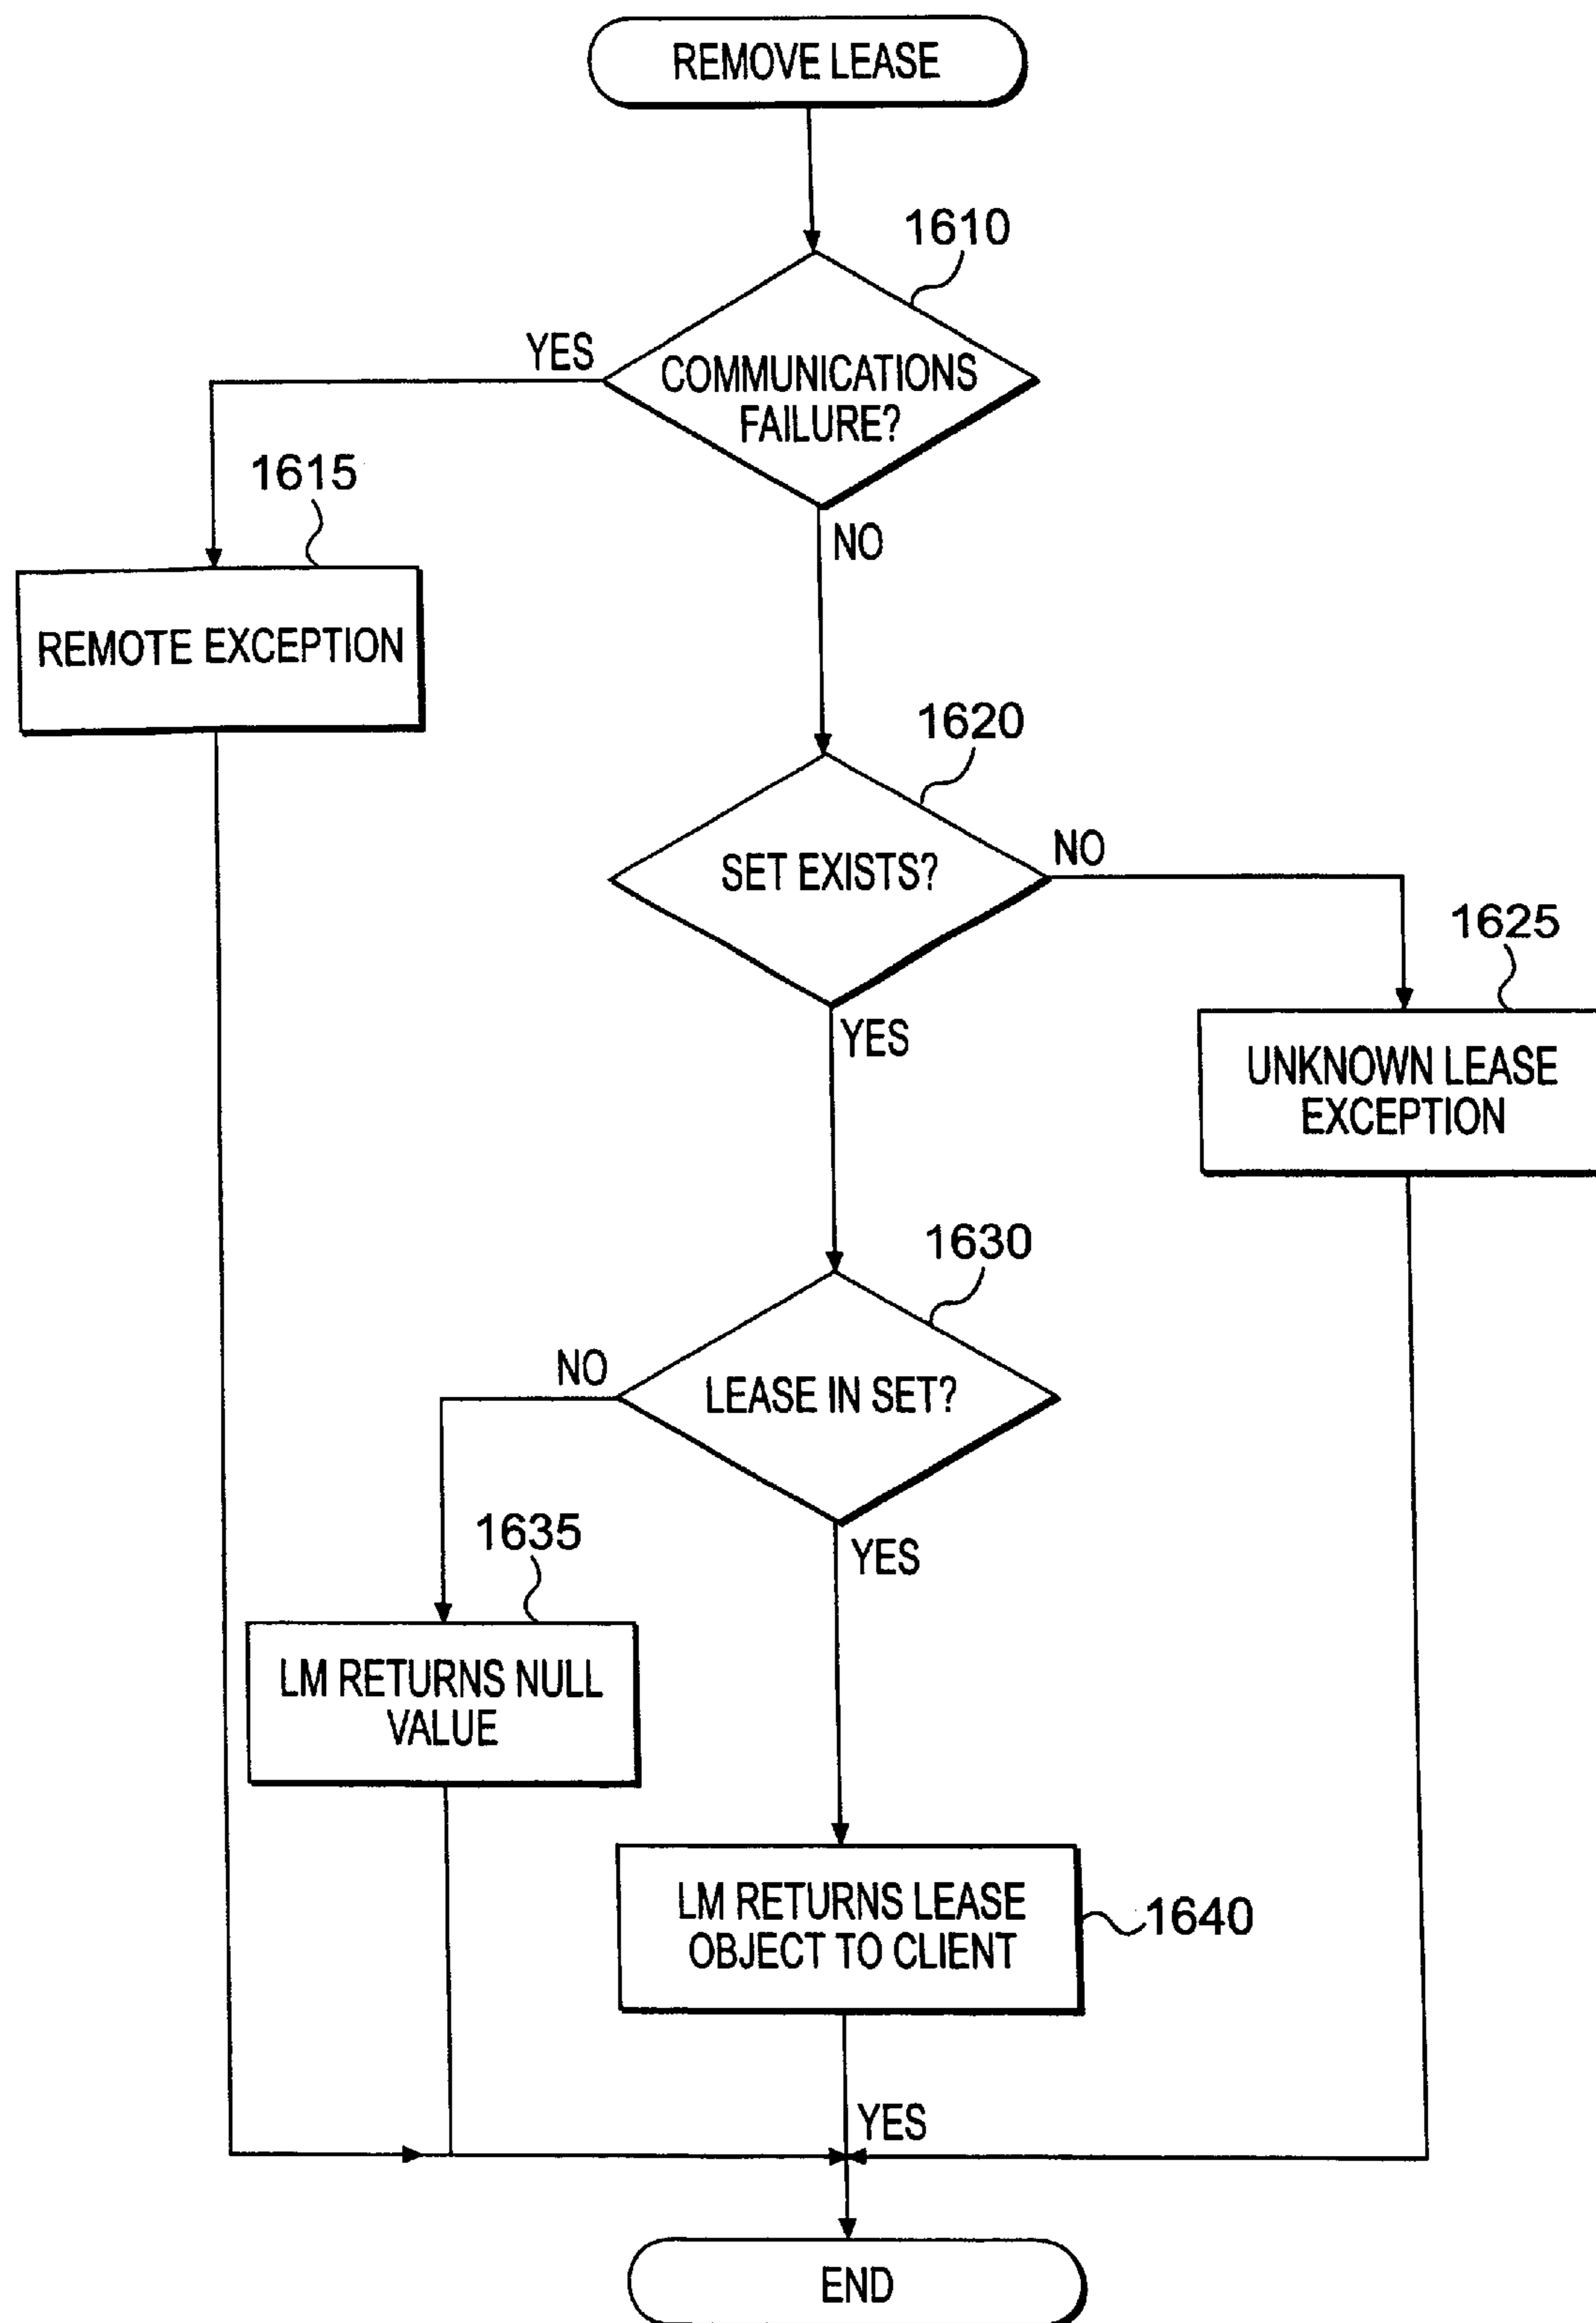 REMOVE LEASE
1610
YES
COMMUNICATIONS
FAILURE?
1615
NO
REMOTE EXCEPTION
1620
SET EXISTS?
NO
1625
YES
UNKNOWN LEASE
EXCEPTION
1630
NO
LEASE IN SET?
1635
YES
LM RETURNS NULL
VALUE
LM RETURNS LEASE
OBJECT TO CLIENT
1640
YES
END